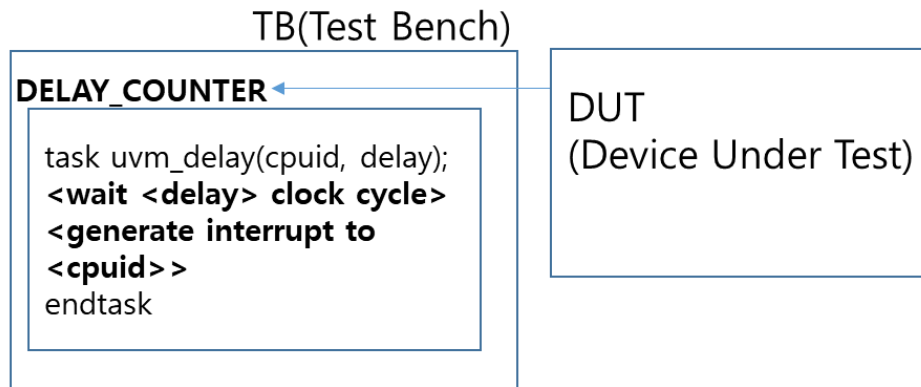 TB(Test Bench)
DELAY_COUNTER
task uvm_delay(cpuid, delay);
<wait <delay> clock cycle>
<generate interrupt to
<cpuid>>
endtask
DUT
(Device Under Test)